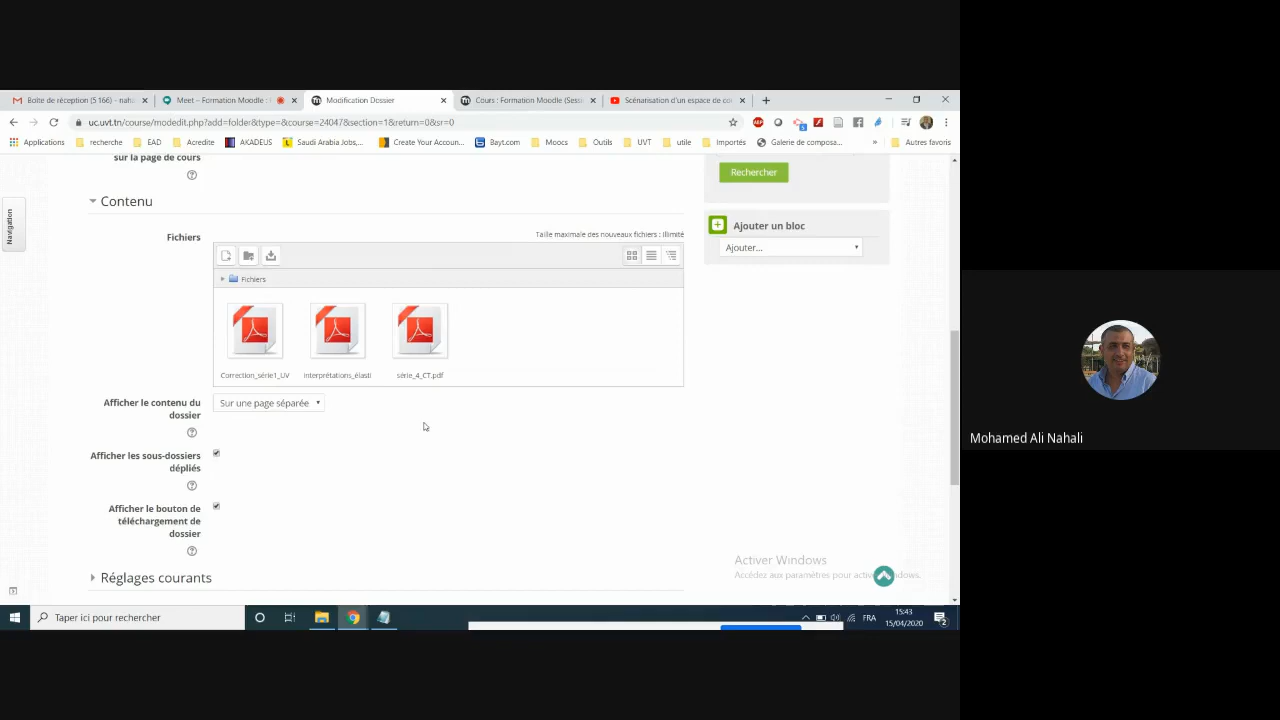 Boîte de réception (5 166) – naha
Meet – Formation Moodle :
Modification Dossier
Cours : Formation Moodle (Sess
Scénarisation d'un espace de co
uc.uvt.tn/course/modedit.php?add=folder&type=&course=24047&section=1&return=0&sr=0
Applications
recherche
EAD
Acredite
AKADEUS
Saudi Arabia Jobs,...
Create Your Accoun...
Bayt.com
Moocs
Outils
UVT
utile
Importés
Galerie de composa...
»
Autres favoris
sur la page de cours
Rechercher
Navigation
Contenu
Ajouter un bloc
Ajouter...
Fichiers
Taille maximale des nouveaux fichiers : Illimité
Fichiers
Correction_série1_UV
interprétations_élasti
série_4_CT.pdf
Afficher le contenu du
dossier
Sur une page séparée
Afficher les sous-dossiers
dépliés
Afficher le bouton de
téléchargement de
dossier
Réglages courants
Activer Windows
Accédez aux paramètres pour active ndows.
Taper ici pour rechercher
FRA
15:43
15/04/2020
2
Mohamed Ali Nahali